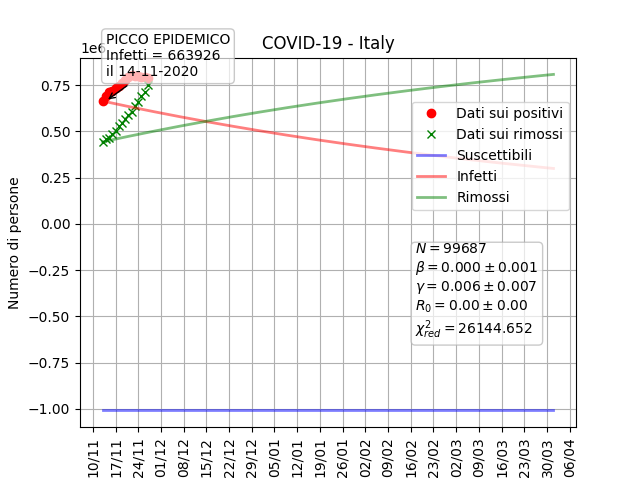 PICCO EPIDEMICO
Infetti = 663926
il 14-11-2020
COVID-19 - Italy
1e6
0.75
0.50
0.25
0.00
−0.25
−0.50
−0.75
−1.00
Numero di persone
Dati sui positivi
Dati sui rimossi
Suscettibili
Infetti
Rimossi
N = 99687
β = 0.000 ± 0.001
γ = 0.006 ± 0.007
R₀ = 0.00 ± 0.00
χ²red = 26144.652
10/11
17/11
24/11
01/12
08/12
15/12
22/12
29/12
05/01
12/01
19/01
26/01
02/02
09/02
16/02
23/02
02/03
09/03
16/03
23/03
30/03
06/04